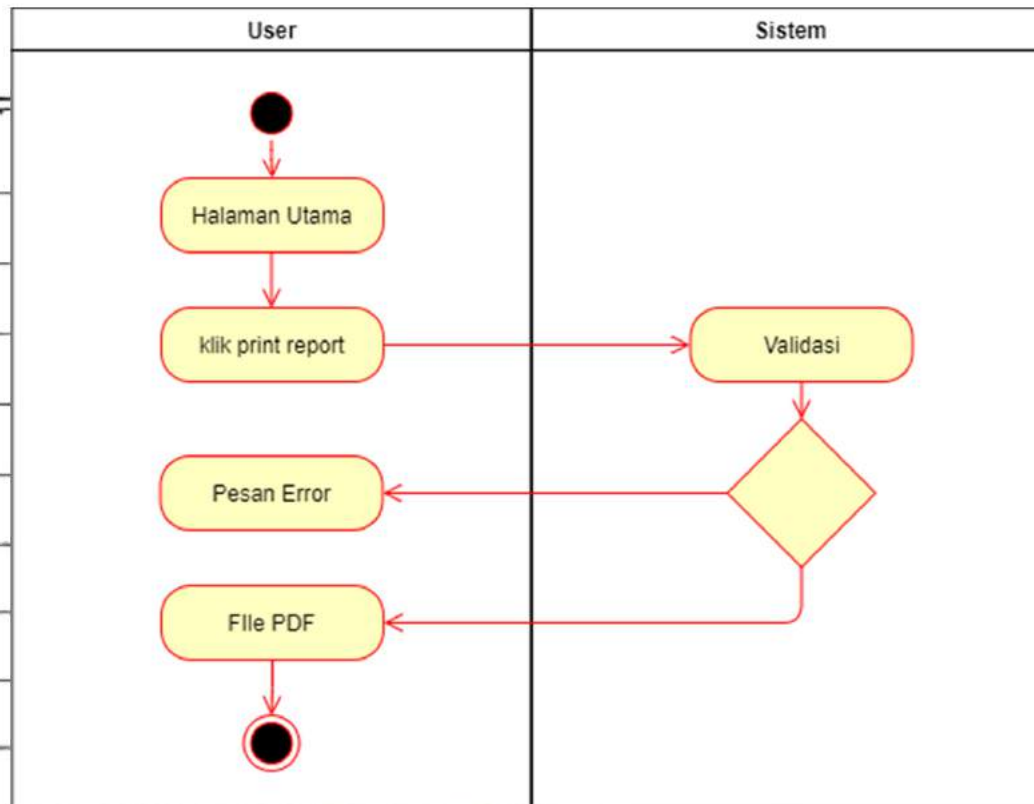 User
Sistem
Halaman Utama
klik print report
Validasi
Pesan Error
FIle PDF